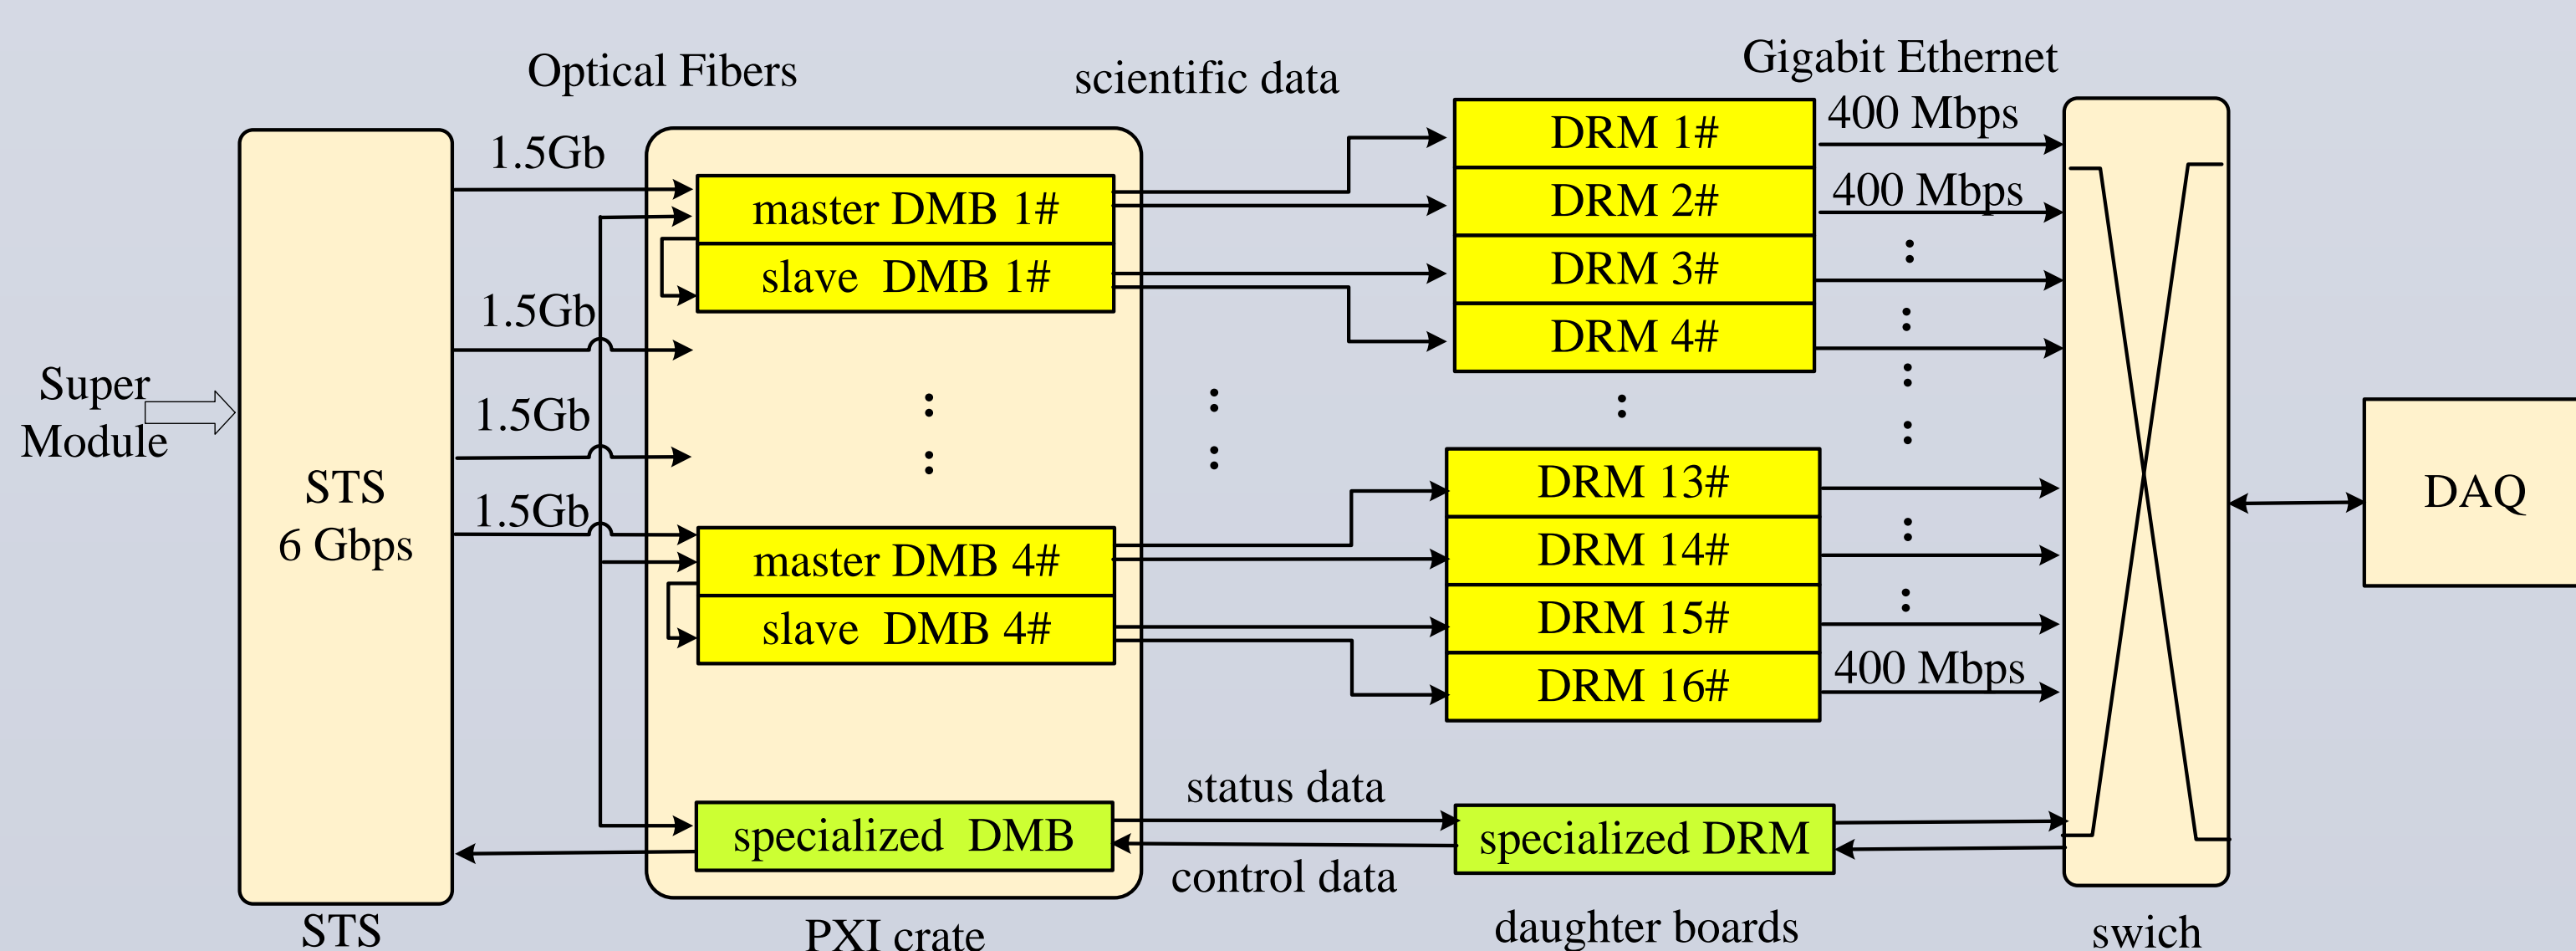 Optical Fibers
scientific data
Gigabit Ethernet
1.5Gb
1.5Gb
1.5Gb
1.5Gb
Super
Module
STS
6 Gbps
STS
master DMB 1#
slave DMB 1#
master DMB 4#
slave DMB 4#
specialized DMB
PXI crate
status data
control data
DRM 1#
DRM 2#
DRM 3#
DRM 4#
DRM 13#
DRM 14#
DRM 15#
DRM 16#
specialized DRM
daughter boards
400 Mbps
400 Mbps
400 Mbps
swich
DAQ